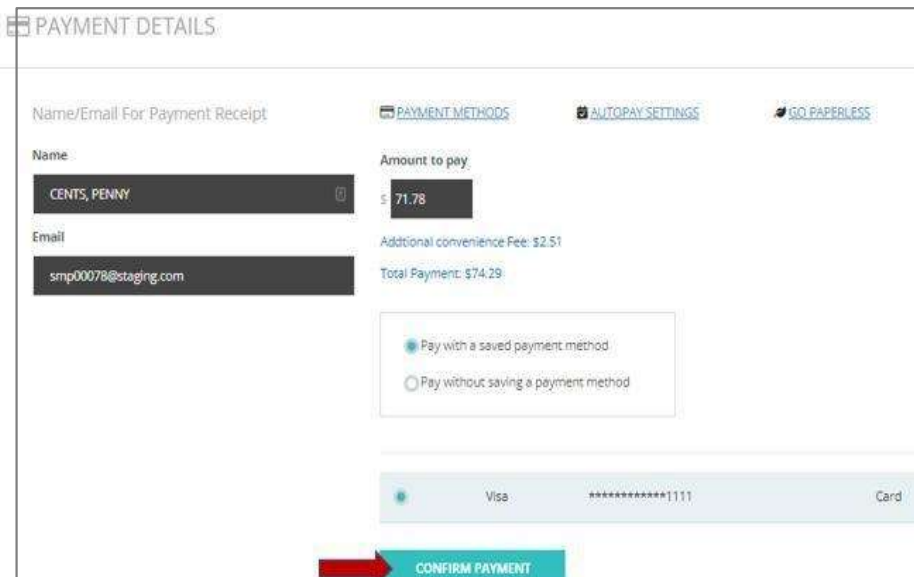 PAYMENT DETAILS
Name/Email For Payment Receipt
Name
CENTS, PENNY
Email
smp00078@staging.com
PAYMENT METHODS
AUTOPAY SETTINGS
GO PAPERLESS
Amount to pay
$ 71.78
Addtional convenience Fee: $2.51
Total Payment: $74.29
Pay with a saved payment method
Pay without saving a payment method
Visa ************1111 Card
CONFIRM PAYMENT